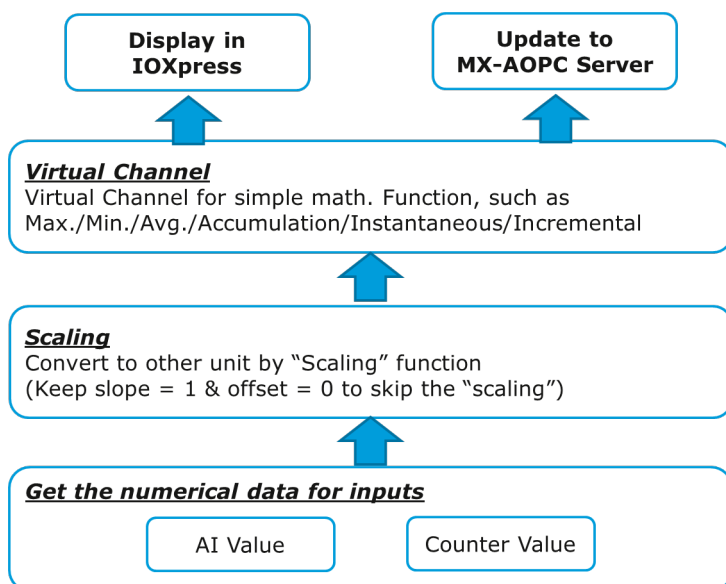 Display in
IOXpress
Update to
MX-AOPC Server
Virtual Channel
Virtual Channel for simple math. Function, such as
Max./Min./Avg./Accumulation/Instantaneous/Incremental
Scaling
Convert to other unit by “Scaling” function
(Keep slope = 1 & offset = 0 to skip the “scaling”)
Get the numerical data for inputs
AI Value
Counter Value